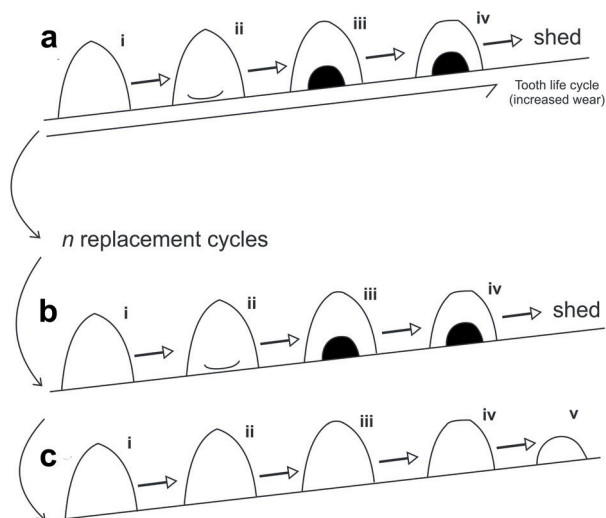 a
i
ii
iii
iv
shed
Tooth life cycle
(increased wear)
n replacement cycles
b
i
ii
iii
iv
shed
c
i
ii
iii
iv
v